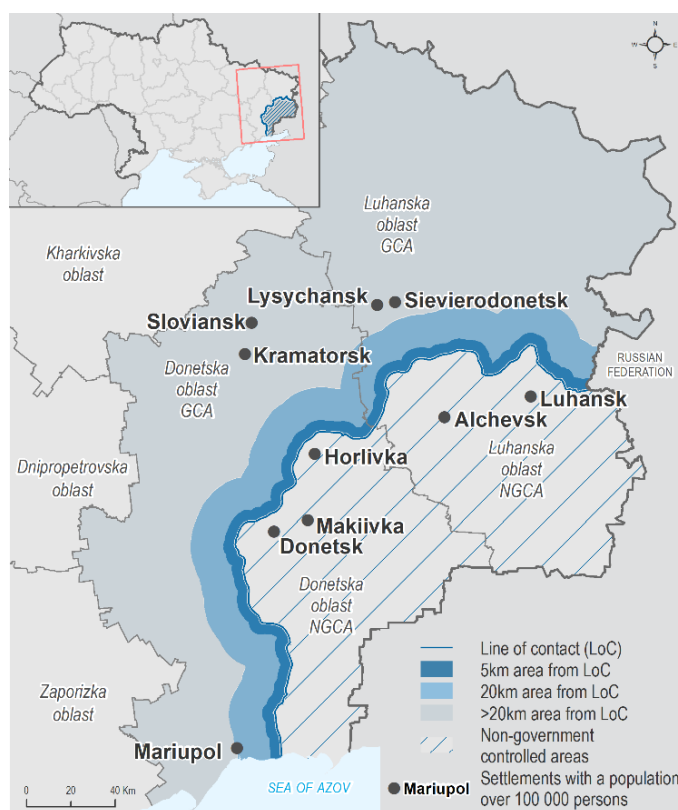 N
W
E
S
Luhanska
oblast
GCA
Kharkivska
oblast
Lysychansk
Sievierodonetsk
Sloviansk
Kramatorsk
Donetska
oblast
GCA
RUSSIAN
FEDERATION
Luhansk
Alchevsk
Luhanska
oblast
NGCA
Dnipropetrovska
oblast
Horlivka
Makiivka
Donetsk
Donetska
oblast
NGCA
Zaporizka
oblast
Mariupol
SEA OF AZOV
0 20 40 Km
Line of contact (LoC)
5km area from LoC
20km area from LoC
>20km area from LoC
Non-government
controlled areas
Mariupol
Settlements with a population
over 100 000 persons